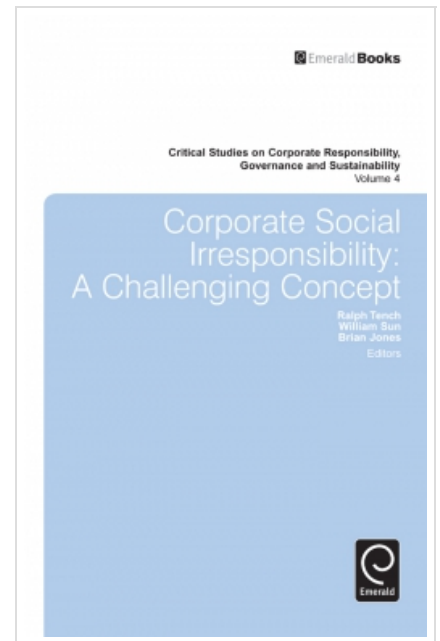 Emerald Books
Critical Studies on Corporate Responsibility,
Governance and Sustainability
Volume 4
Corporate Social
Irresponsibility:
A Challenging Concept
Ralph Tench
William Sun
Brian Jones
Editors
Emerald